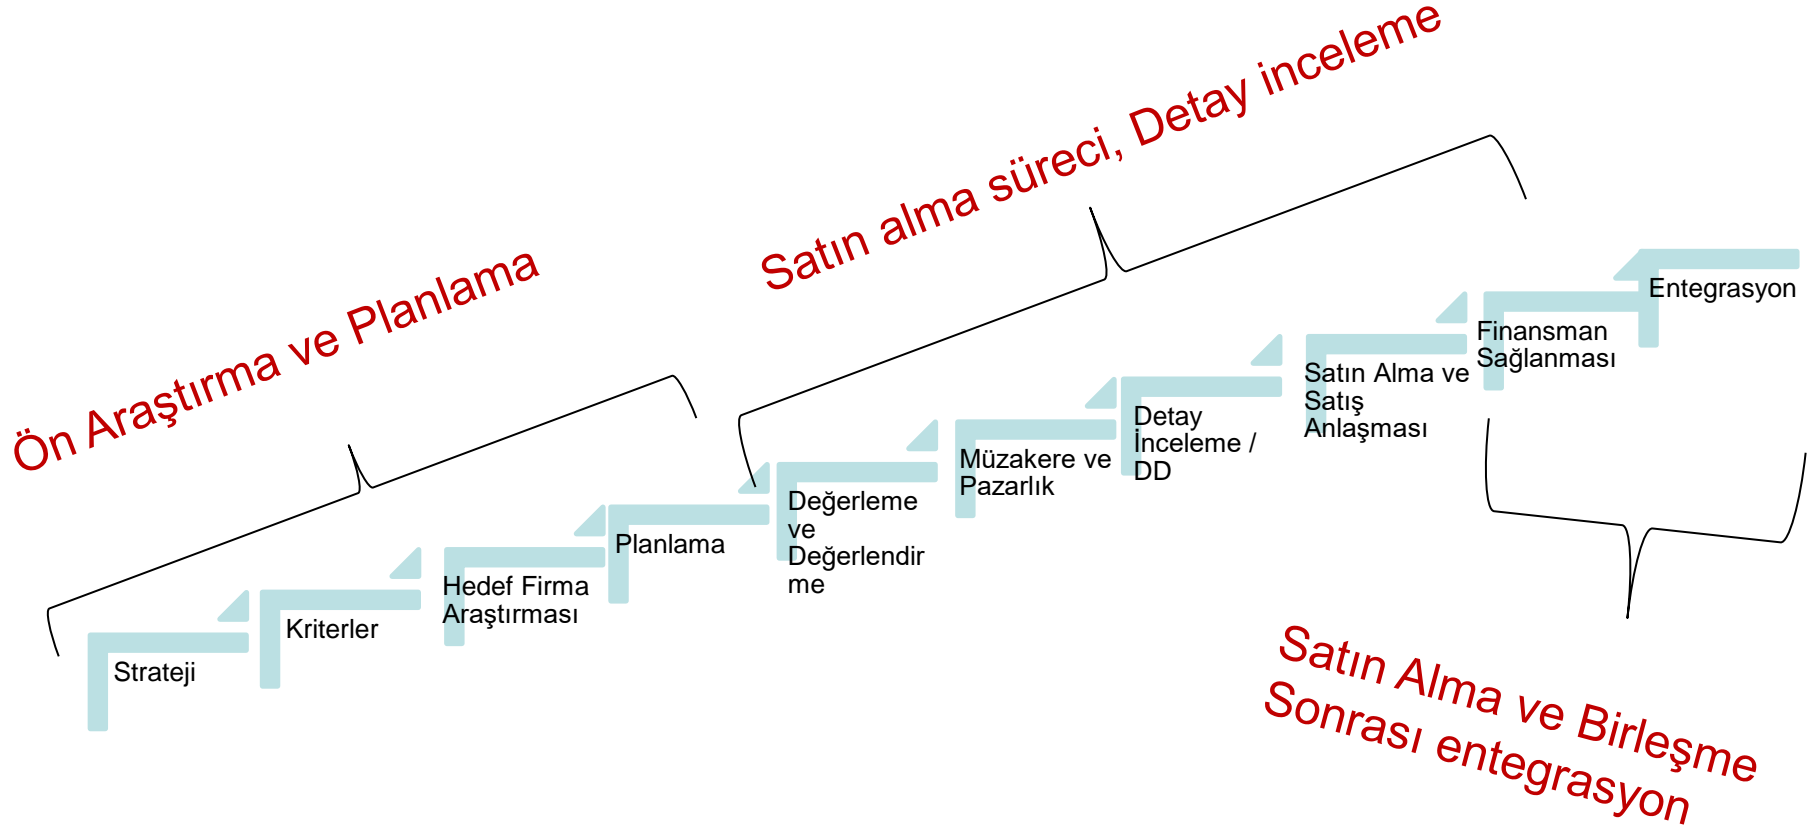 Ön Araştırma ve Planlama
Satın alma süreci, Detay inceleme
Strateji
Kriterler
Hedef Firma
Araştırması
Planlama
Değerleme
ve
Değerlendir
me
Müzakere ve
Pazarlık
Detay
İnceleme /
DD
Satın Alma ve
Satış
Anlaşması
Finansman
Sağlanması
Entegrasyon
Satın Alma ve Birleşme
Sonrası entegrasyon